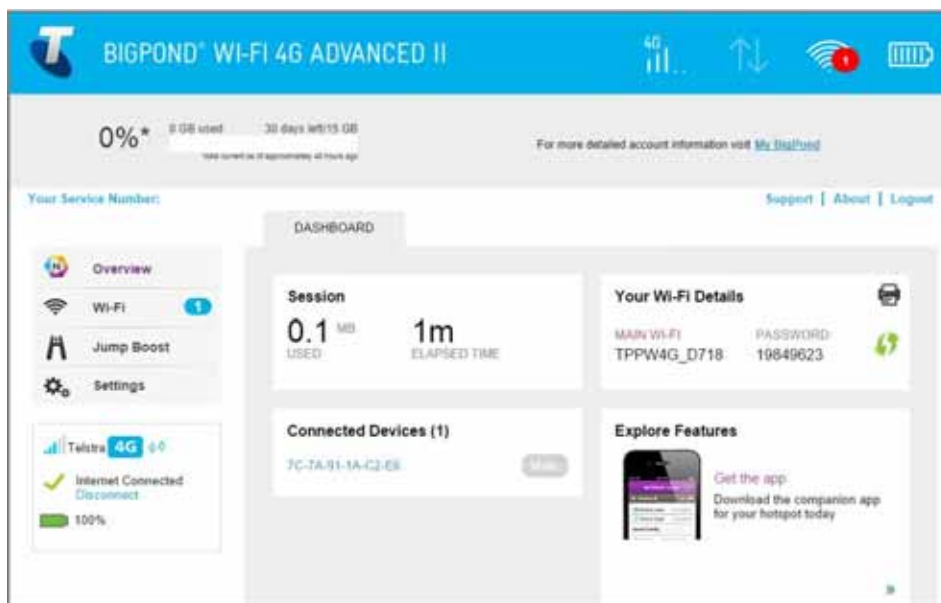 T BIGPOND® WI-FI 4G ADVANCED II 4G 1
0%* 0 GB used 30 days left/15 GB
For more detailed account information visit My BigPond
Your Service Number:
Support | About | Logout
DASHBOARD
Overview
Wi-Fi 1
Jump Boost
Settings
Telstra 4G
Internet Connected
Disconnect
100%
Session
0.1 MB
USED
1m
ELAPSED TIME
Your Wi-Fi Details
MAIN WI-FI PASSWORD
TPPW4G_D718 19849623
Connected Devices (1)
7C-7A-91-1A-C2-E6
Explore Features
Get the app
Download the companion app
for your hotspot today
»